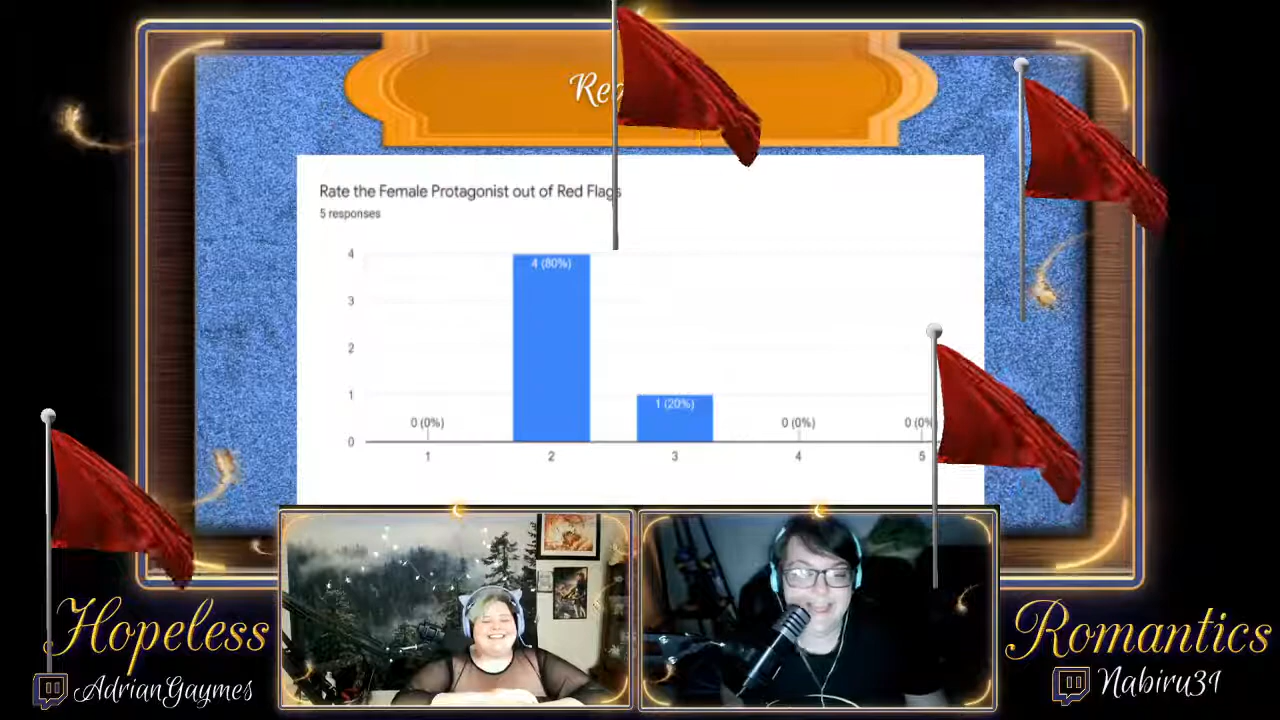 Rate the Female Protagonist out of Red Flags
5 responses
4
4 (80%)
3
2
1
1 (20%)
0 (0%)
0 (0%)
0 (0%
0
1
2
3
4
5
Hopeless
AdrianGaymes
Romantics
Nabiru31